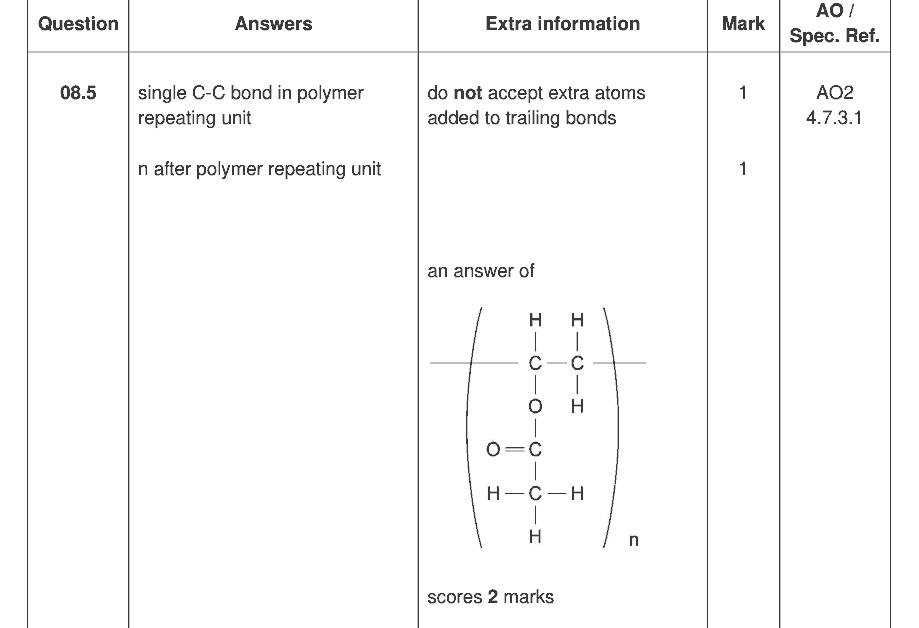 Question Answers Extra information Mark AO /
Spec. Ref.
08.5 single C-C bond in polymer do not accept extra atoms 1 AO2
repeating unit added to trailing bonds 4.7.3.1
n after polymer repeating unit 1
an answer of
H H
C C
O H
O C
H C H
H n
scores 2 marks